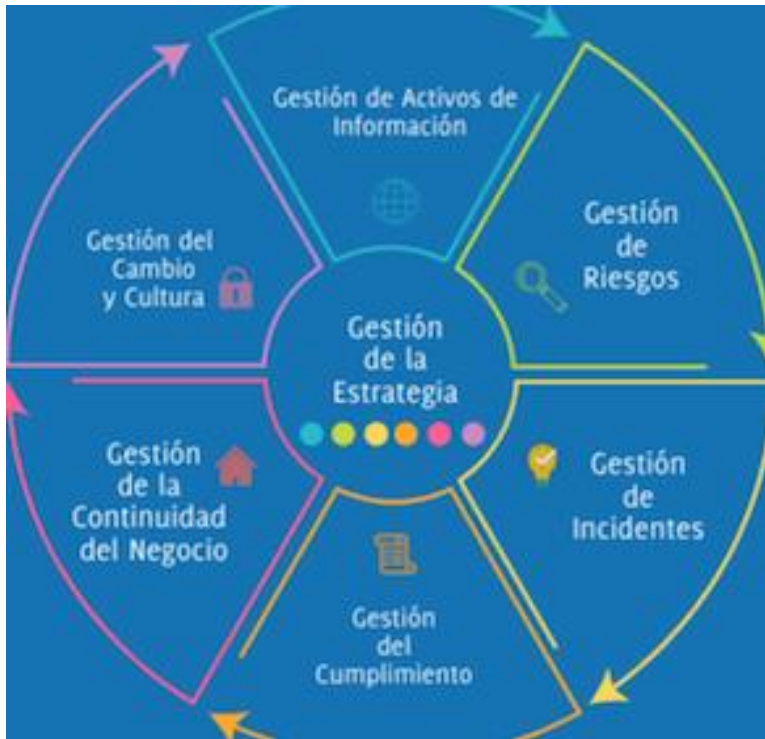 Gestión de Activos de
Información
Gestión
de
Riesgos
Gestión
de
Incidentes
Gestión
del
Cumplimiento
Gestión
de la
Continuidad
del Negocio
Gestión del
Cambio
y Cultura
Gestión
de la
Estrategia